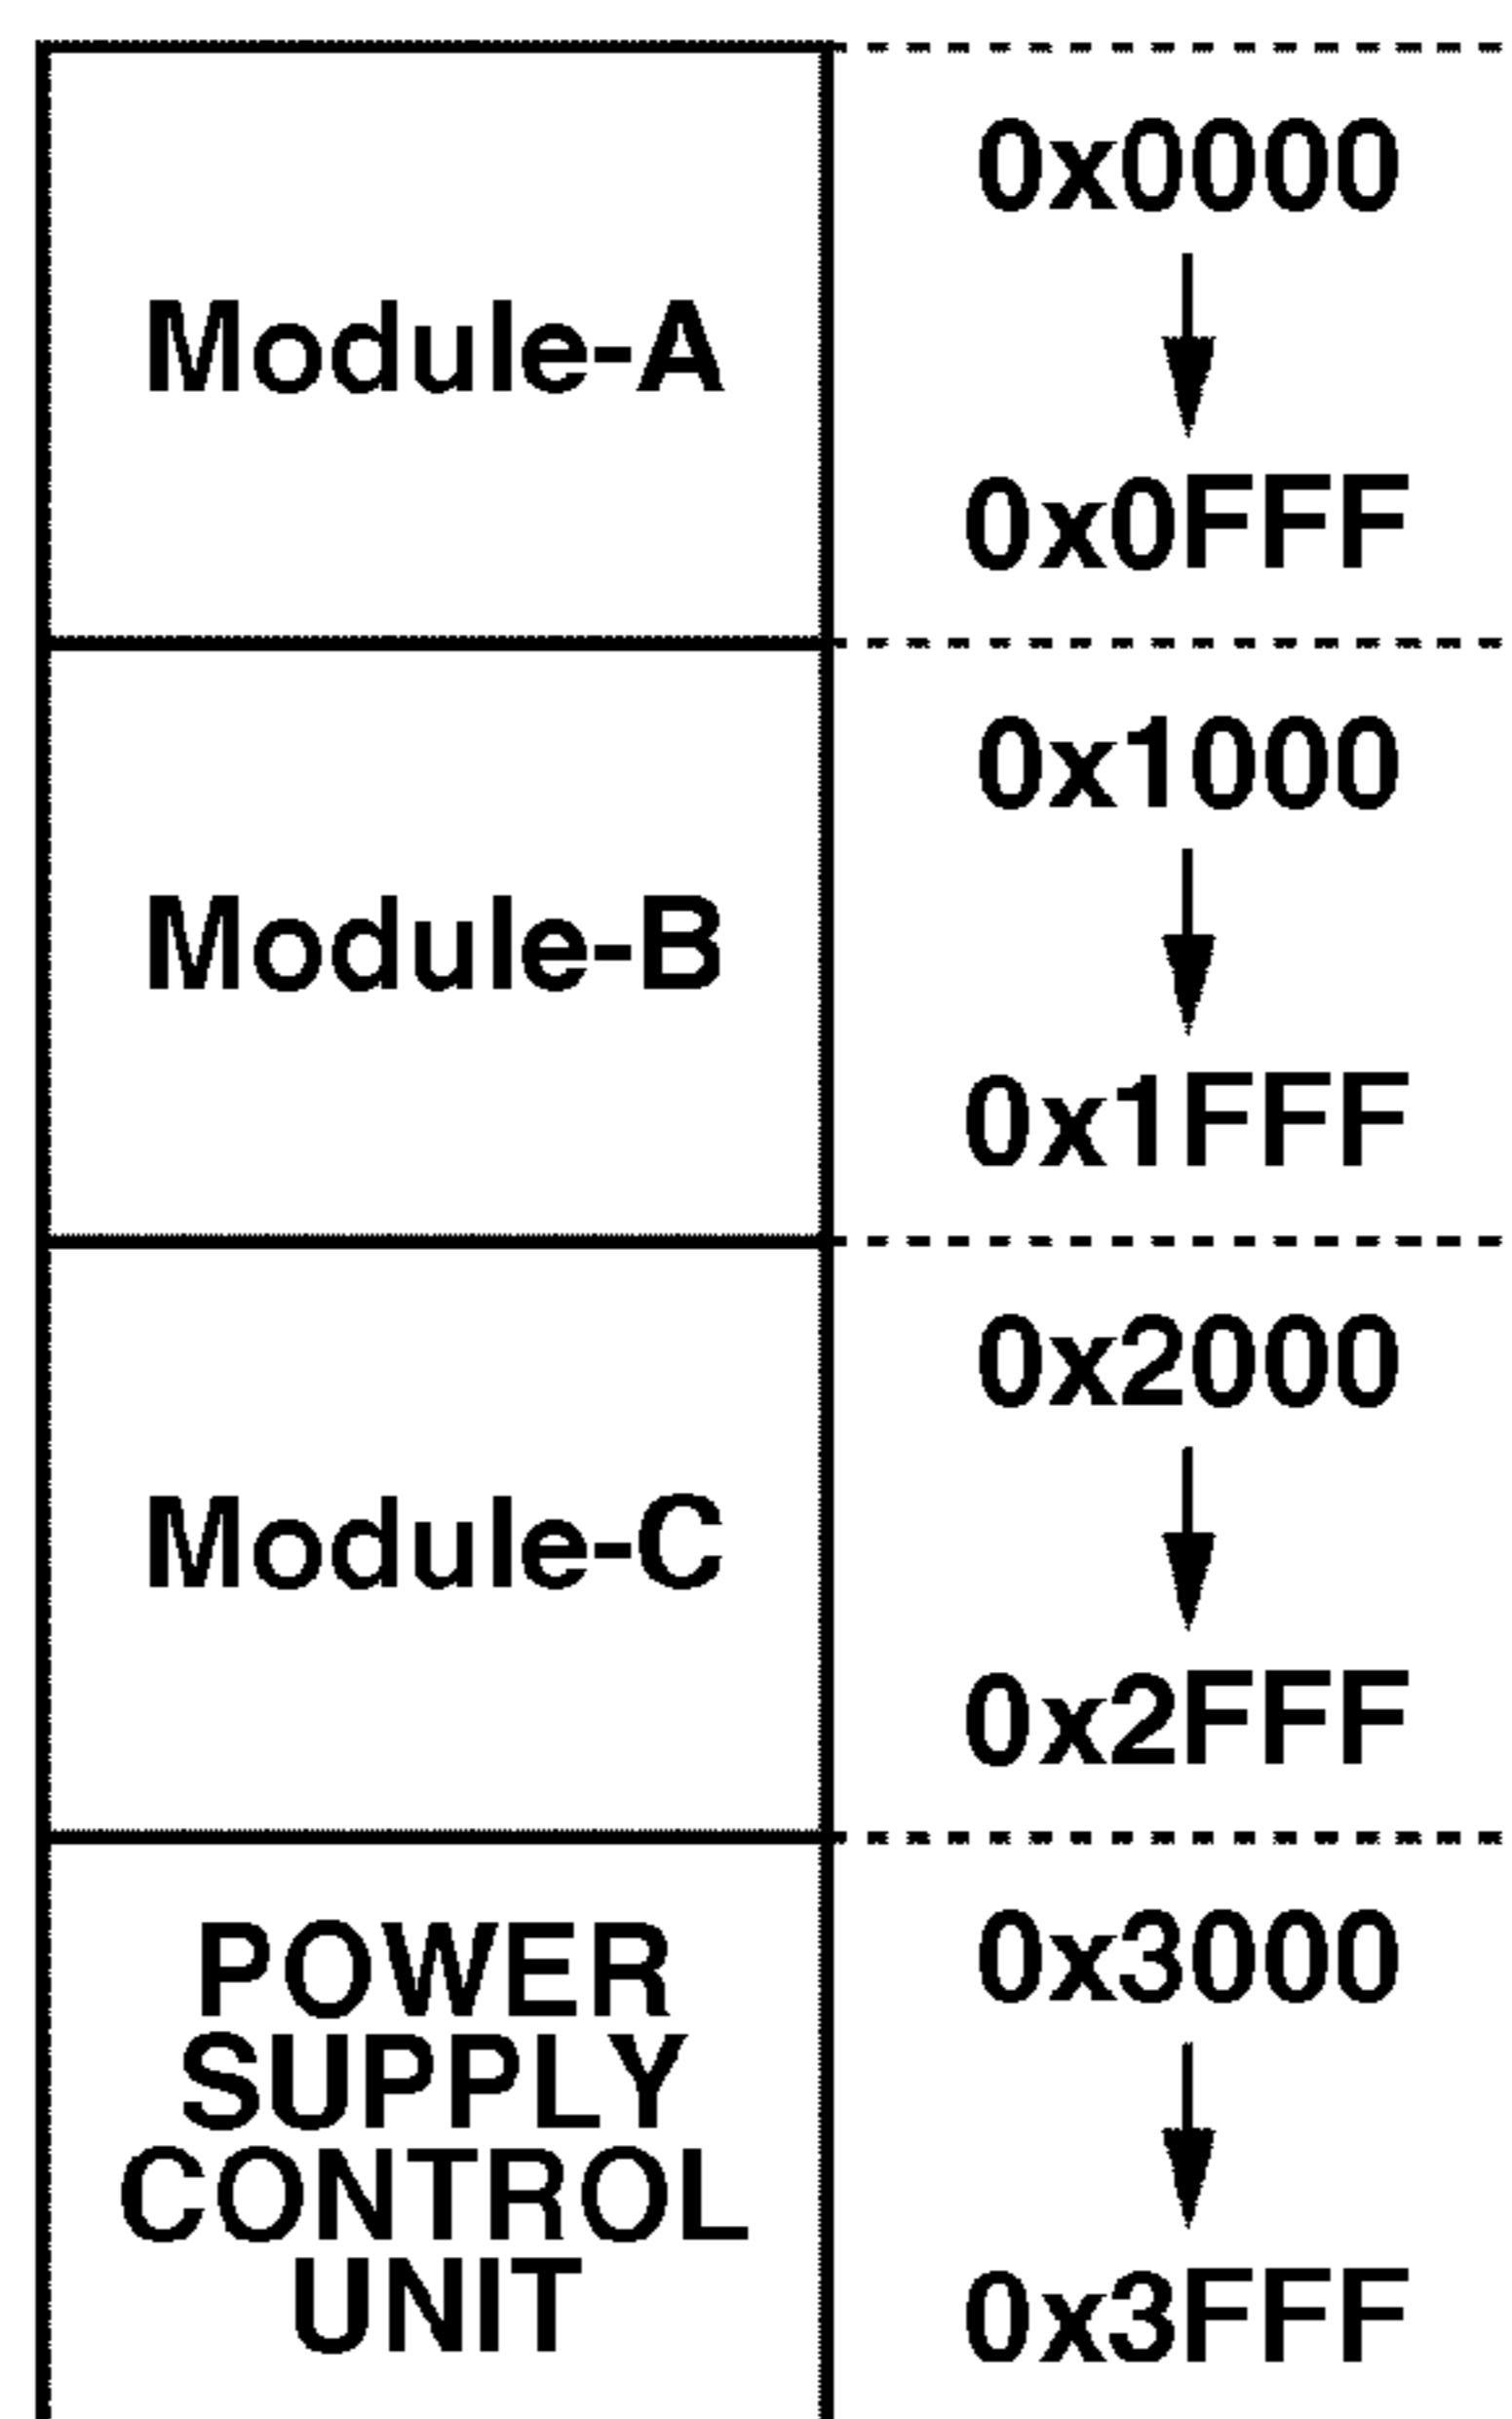 0x0000
Module-A
0x0FFF
0x1000
Module-B
0x1FFF
0x2000
Module-C
0x2FFF
0x3000
POWER
SUPPLY
CONTROL
UNIT
0x3FFF